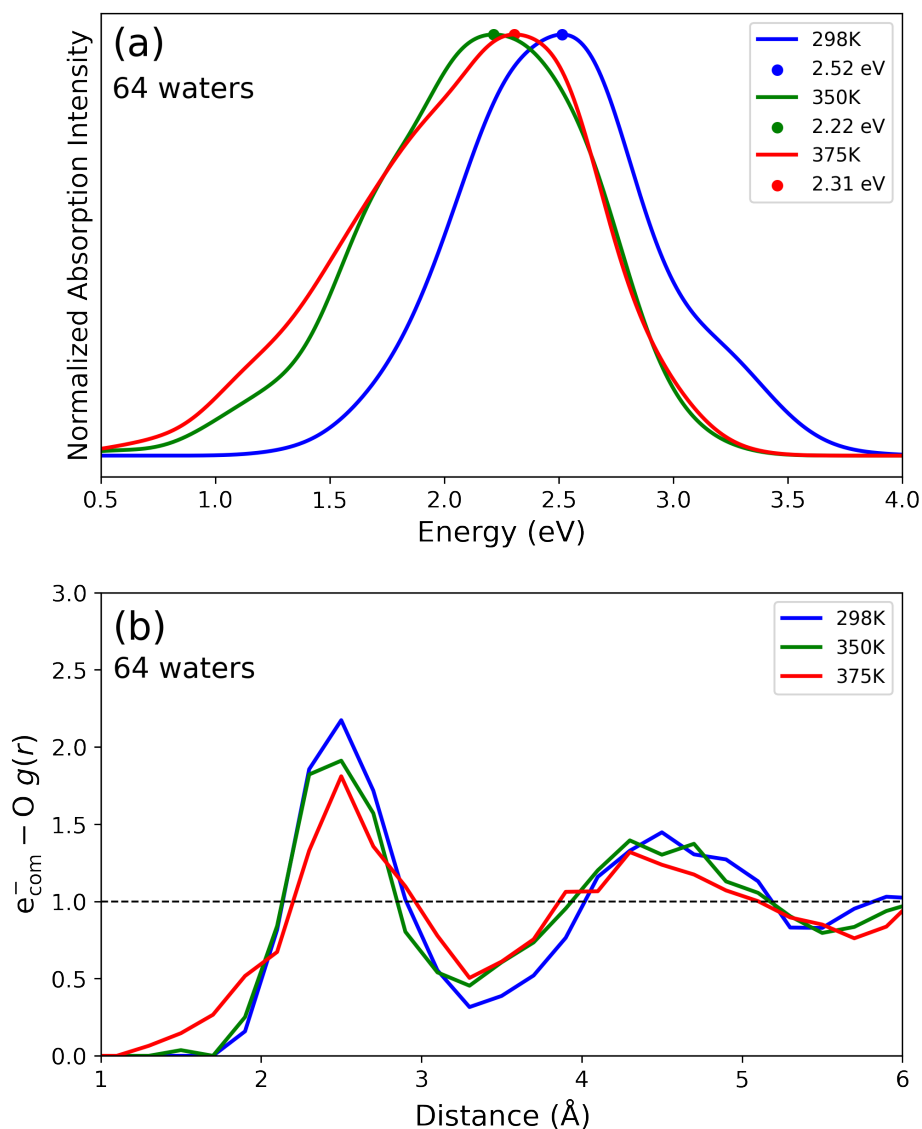 (a)
64 waters
298K
2.52 eV
350K
2.22 eV
375K
2.31 eV
Normalized Absorption Intensity
0.5 1.0 1.5 2.0 2.5 3.0 3.5 4.0
Energy (eV)
(b)
64 waters
298K
350K
375K
e⁻com − O g(r)
3.0
2.5
2.0
1.5
1.0
0.5
0.0
1 2 3 4 5 6
Distance (Å)